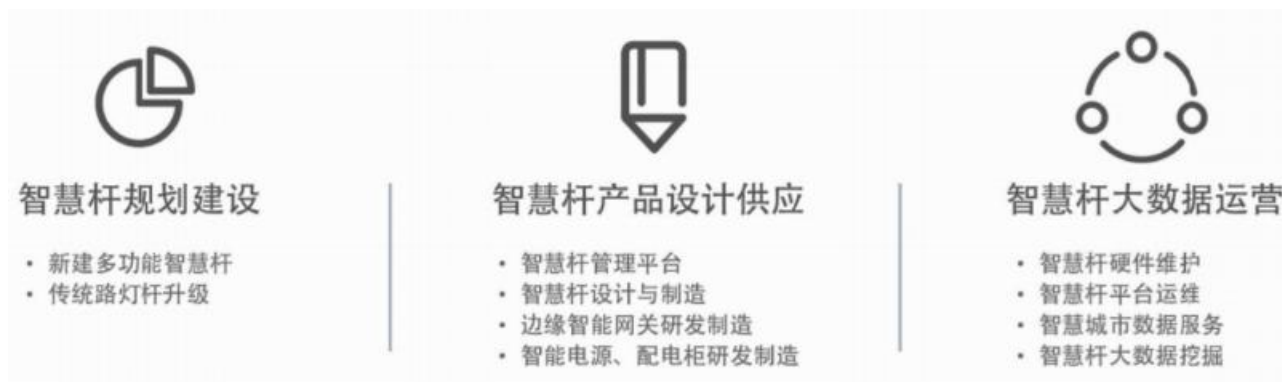 智慧杆规划建设
• 新建多功能智慧杆
• 传统路灯杆升级
智慧杆产品设计供应
• 智慧杆管理平台
• 智慧杆设计与制造
• 边缘智能网关研发制造
• 智能电源、配电柜研发制造
智慧杆大数据运营
• 智慧杆硬件维护
• 智慧杆平台运维
• 智慧城市数据服务
• 智慧杆大数据挖掘